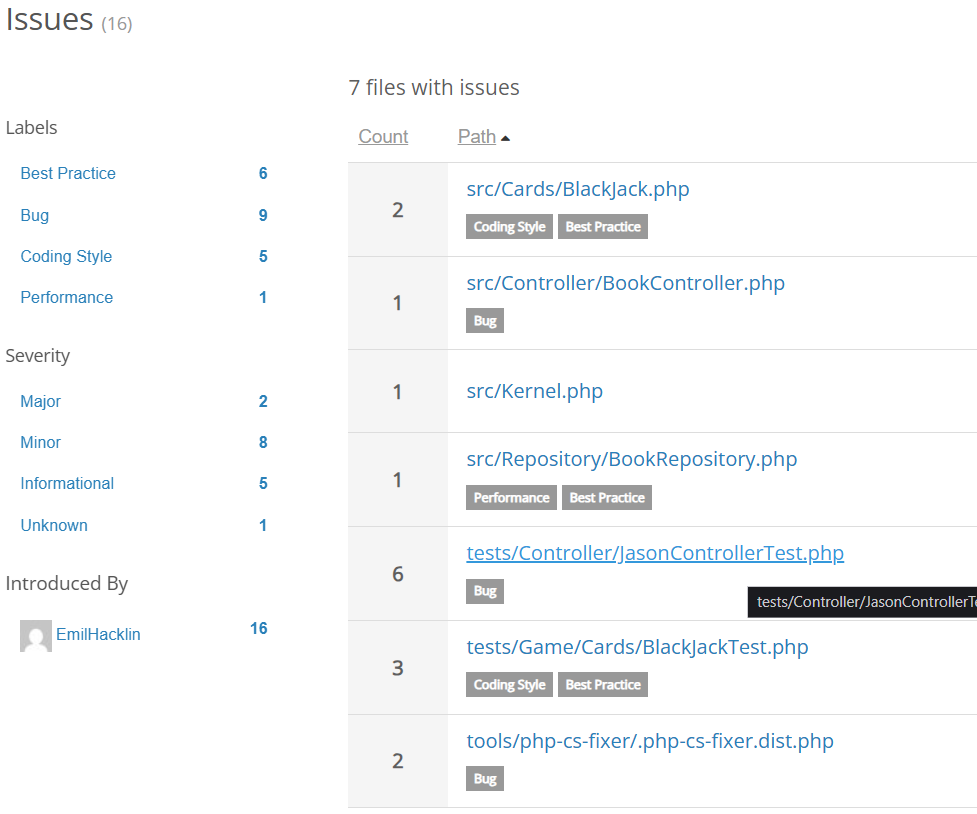 Issues (16)
Labels
Best Practice 6
Bug 9
Coding Style 5
Performance 1
Severity
Major 2
Minor 8
Informational 5
Unknown 1
Introduced By
EmilHacklin 16
7 files with issues
Count Path
2 src/Cards/BlackJack.php
Coding Style Best Practice
1 src/Controller/BookController.php
Bug
1 src/Kernel.php
1 src/Repository/BookRepository.php
Performance Best Practice
6 tests/Controller/JasonControllerTest.php
Bug
tests/Controller/JasonControllerTe
3 tests/Game/Cards/BlackJackTest.php
Coding Style Best Practice
2 tools/php-cs-fixer/.php-cs-fixer.dist.php
Bug